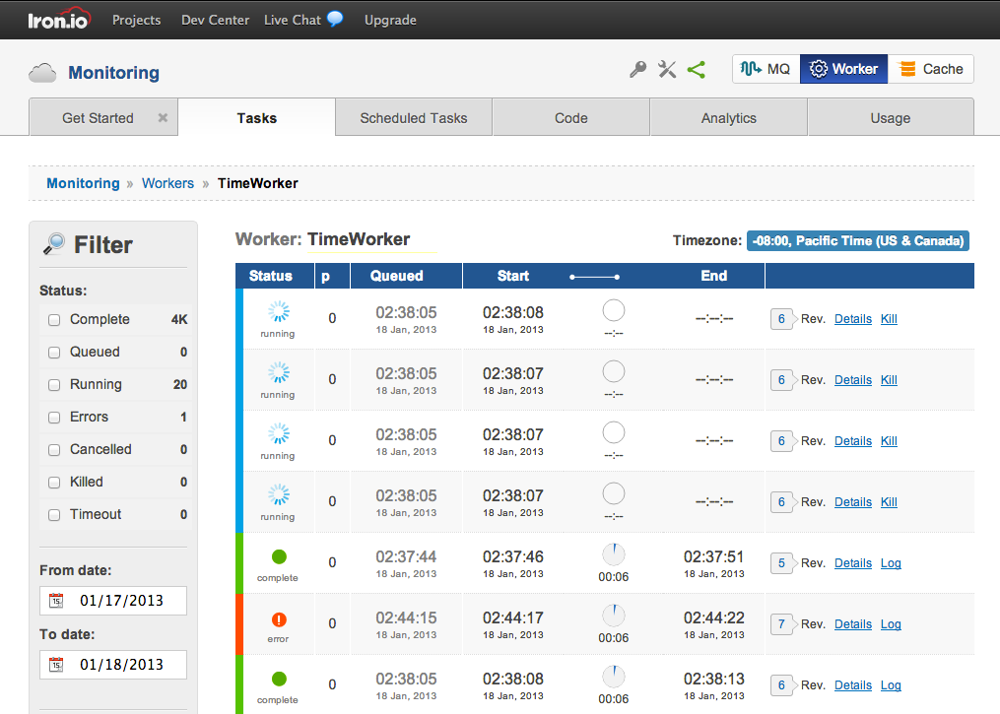 Iron.io Projects Dev Center Live Chat Upgrade
Monitoring MQ Worker Cache
Get Started Tasks Scheduled Tasks Code Analytics Usage
Monitoring » Workers » TimeWorker
Filter
Status:
Complete 4K
Queued 0
Running 20
Errors 1
Cancelled 0
Killed 0
Timeout 0
From date:
15 01/17/2013
To date:
15 01/18/2013
Worker: TimeWorker Timezone: -08:00, Pacific Time (US & Canada)
Status p Queued Start End
running 0 02:38:05 02:38:08 --:--:-- 6 Rev. Details Kill
18 Jan, 2013 18 Jan, 2013 --:--
running 0 02:38:05 02:38:07 --:--:-- 6 Rev. Details Kill
18 Jan, 2013 18 Jan, 2013 --:--
running 0 02:38:05 02:38:07 --:--:-- 6 Rev. Details Kill
18 Jan, 2013 18 Jan, 2013 --:--
running 0 02:38:05 02:38:07 --:--:-- 6 Rev. Details Kill
18 Jan, 2013 18 Jan, 2013 --:--
complete 0 02:37:44 02:37:46 02:37:51 5 Rev. Details Log
18 Jan, 2013 18 Jan, 2013 00:06 18 Jan, 2013
error 0 02:44:15 02:44:17 02:44:22 7 Rev. Details Log
18 Jan, 2013 18 Jan, 2013 00:06 18 Jan, 2013
complete 0 02:38:05 02:38:08 02:38:13 6 Rev. Details Log
18 Jan, 2013 18 Jan, 2013 00:06 18 Jan, 2013